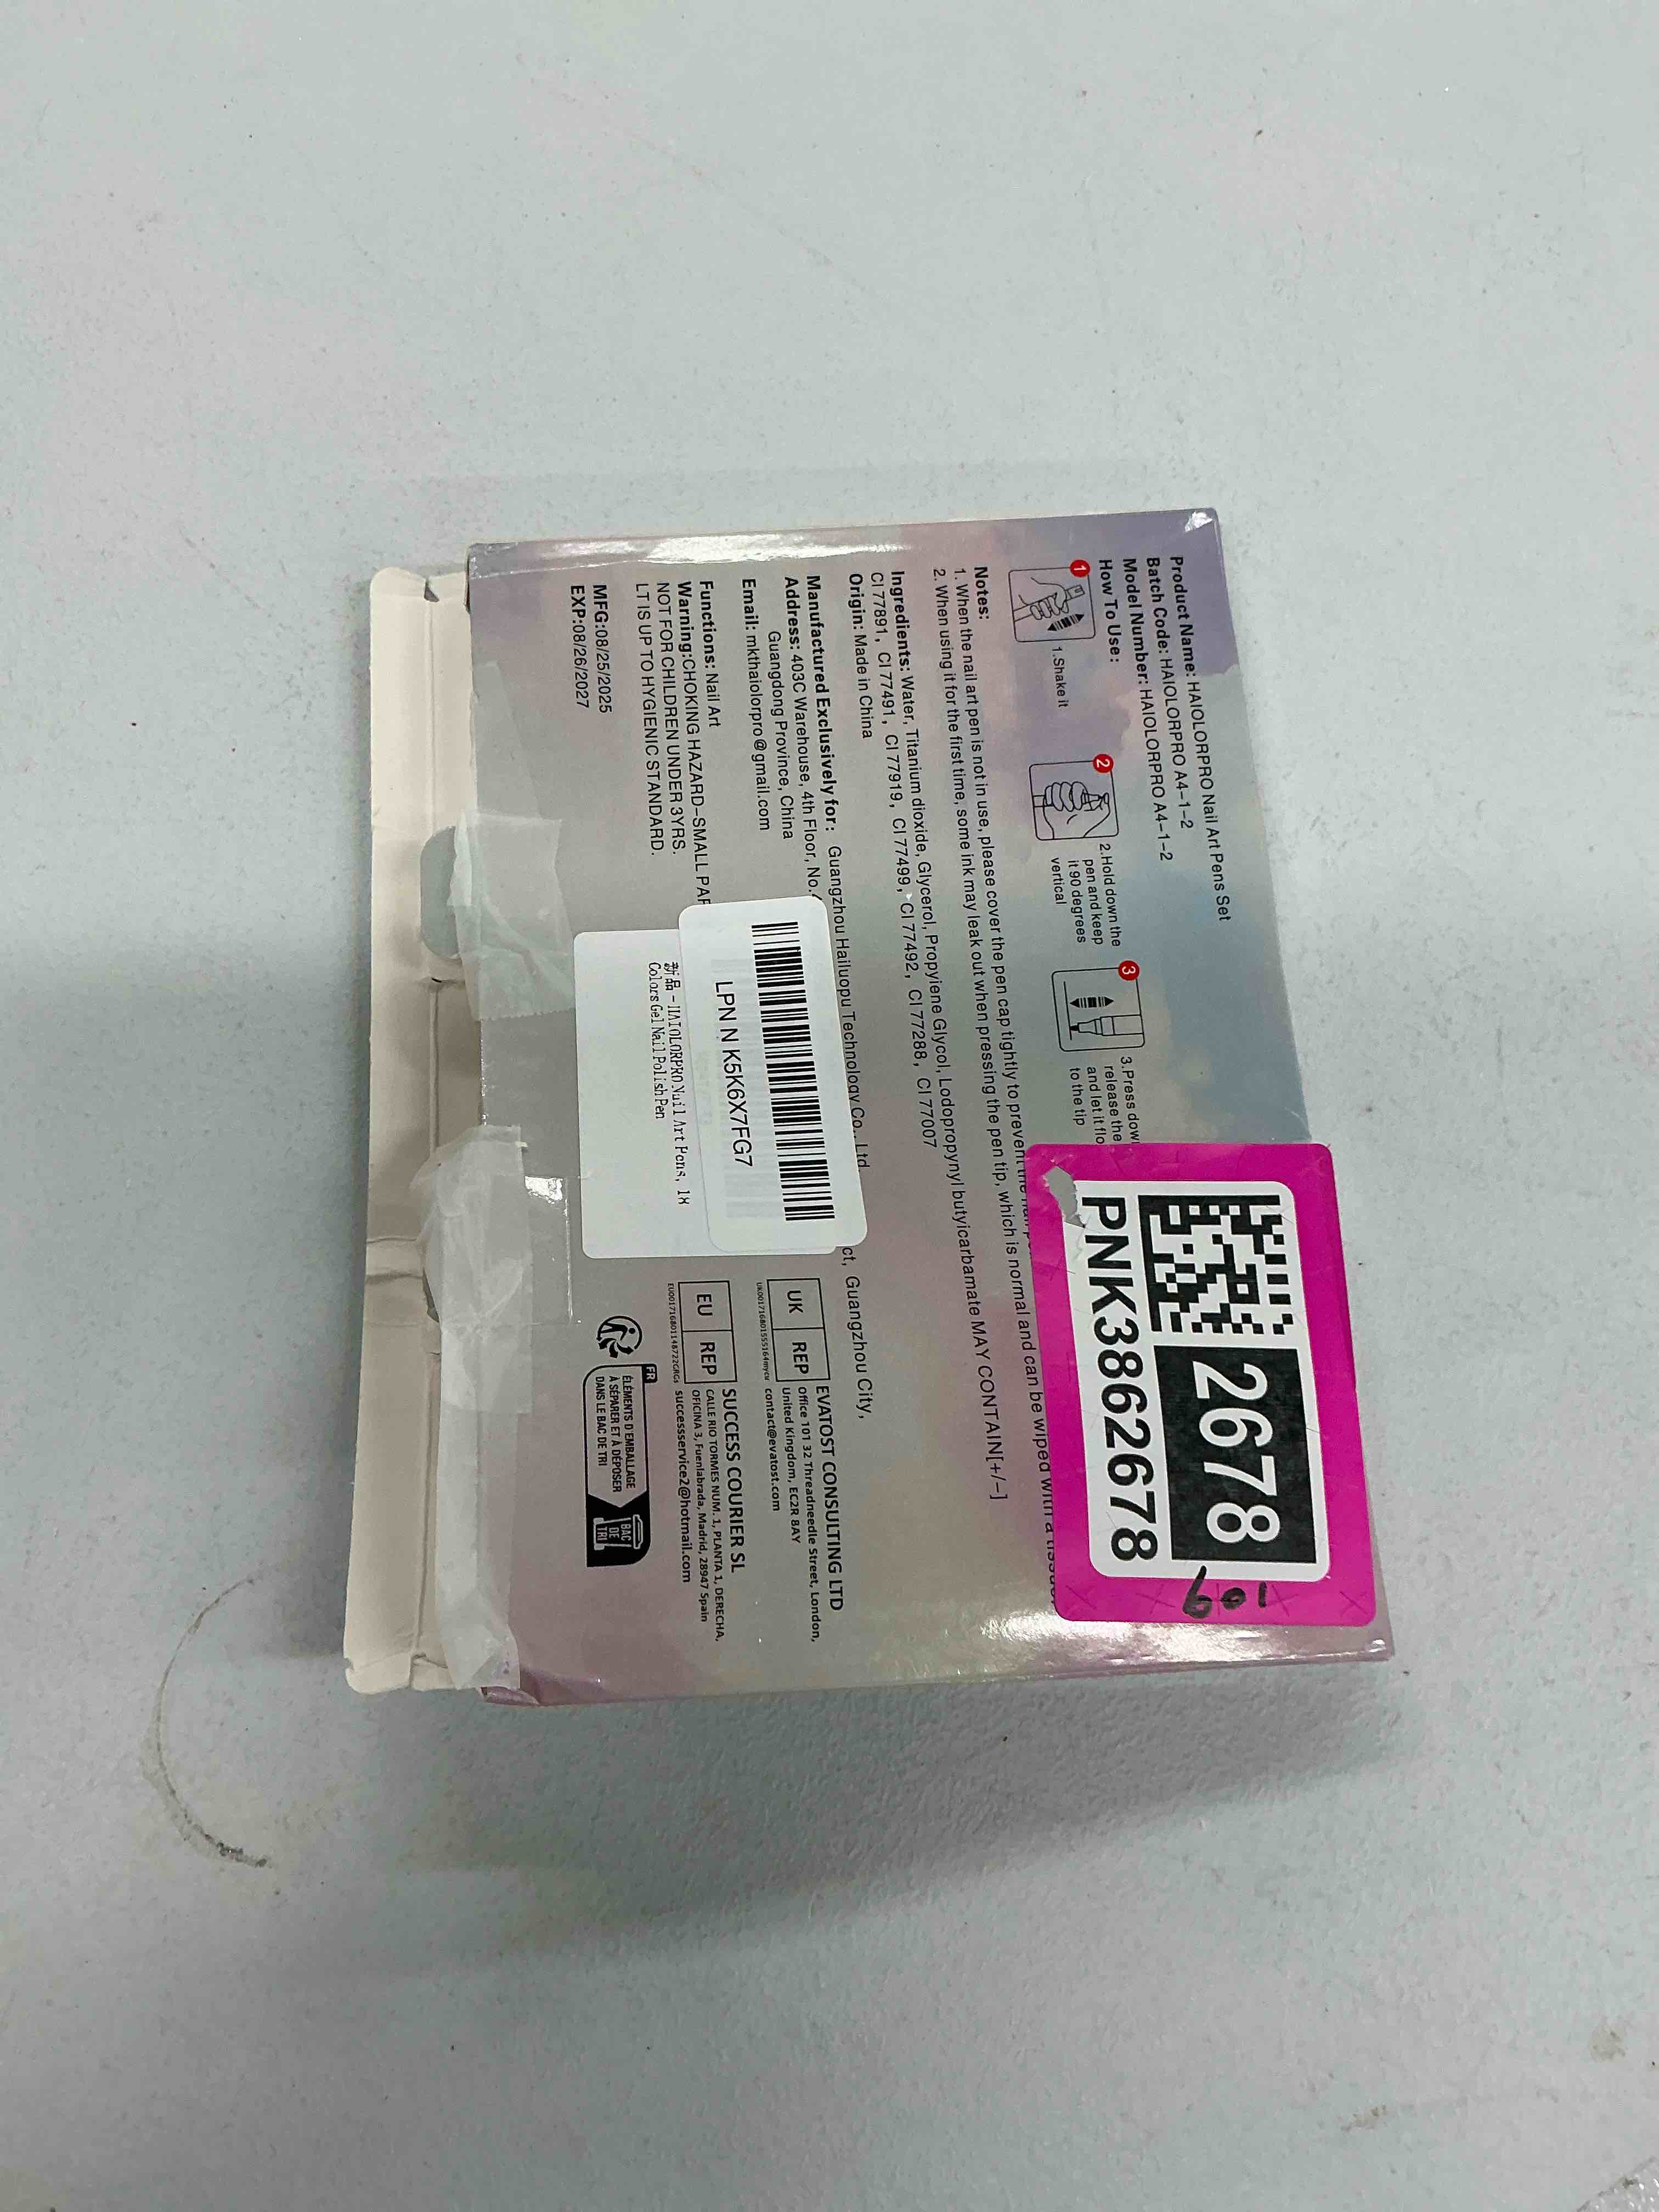 Product Name: HAIOLORPRO Nail Art Pens Set
Batch Code: HAIOLORPRO A4-1-2
Model Number: HAIOLORPRO A4-1-2
How To Use:
1
1.Shake it
2
2.Hold down the
pen and keep
it 90 degrees
vertical
3
3.Press dow
release the
and let it flo
to the tip
Notes:
1. When the nail art pen is not in use, please cover the pen cap tightly to prevent the
2. When using it for the first time, some ink may leak out when pressing the pen tip, which is normal and can be wiped with a tissue.
Ingredients: Water, Titanium dioxide, Glycerol, Propyiene Glycol, Lodopropynyl butyicarbamate MAY CONTAIN[+/-]
CI 77891, CI 77491, CI 77919, CI 77499, CI 77492, CI 77288, CI 77007
Origin: Made in China
Manufactured Exclusively for: Guangzhou Hailuopu Technology Co., Ltd
Address: 403C Warehouse, 4th Floor, No. ct, Guangzhou City,
Guangdong Province, China
Email: mkthaiolorpro@gmail.com
Functions: Nail Art
Warning:CHOKING HAZARD-SMALL PAR
NOT FOR CHILDREN UNDER 3YRS.
LT IS UP TO HYGIENIC STANDARD.
MFG:08/25/2025
EXP:08/26/2027
LPN N K5K6X7FG7
新品 - HAIOLORPRO Nail Art Pens, 18
Colors Gel Nail Polish Pen
UK REP
EVATOST CONSULTING LTD
Office 101 32 Threadneedle Street, London,
United Kingdom, EC2R 8AY
contact@evatost.com
EU REP
SUCCESS COURIER SL
CALLE RIO TORMES NUM. 1, PLANTA 1, DERECHA,
OFICINA 3, Fuenlabrada, Madrid, 28947 Spain
successservice2@hotmail.com
FR
ÉLÉMENTS D'EMBALLAGE
À SÉPARER ET À DÉPOSER
DANS LE BAC DE TRI
BAC
DE
TRI
2678
PNK3862678